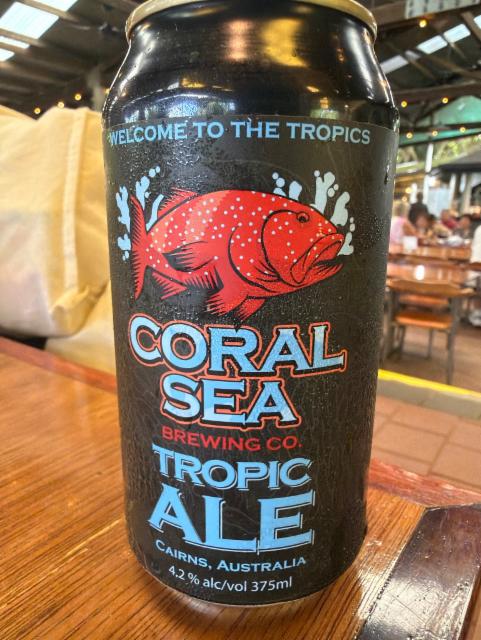 WELCOME TO THE TROPICS
CORAL
SEA
BREWING CO.
TROPIC
ALE
CAIRNS, AUSTRALIA
4.2% alc/vol 375ml